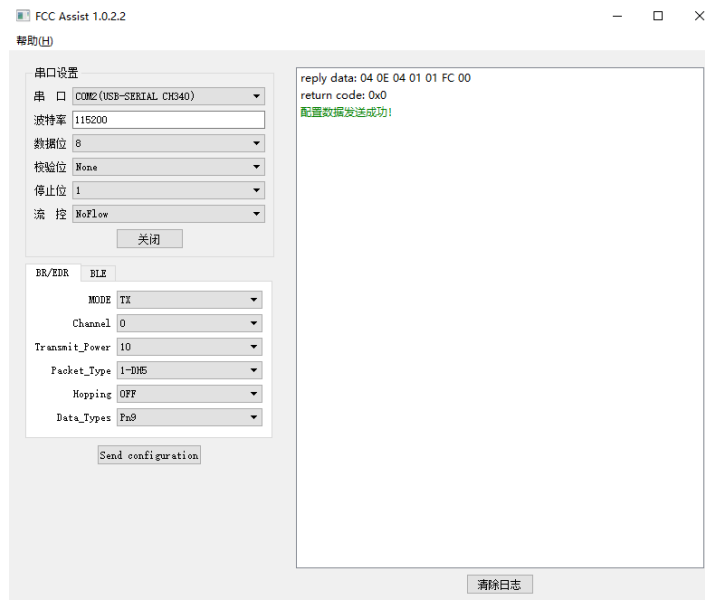 FCC Assist 1.0.2.2
帮助(H)
串口设置
串 口 COM2(USB-SERIAL CH340)
波特率 115200
数据位 8
校验位 None
停止位 1
流 控 NoFlow
关闭
BR/EDR BLE
MODE TX
Channel 0
Transmit_Power 10
Packet_Type 1-DH5
Hopping OFF
Data_Types Pn9
Send configuration
reply data: 04 0E 04 01 01 FC 00
return code: 0x0
配置数据发送成功!
清除日志